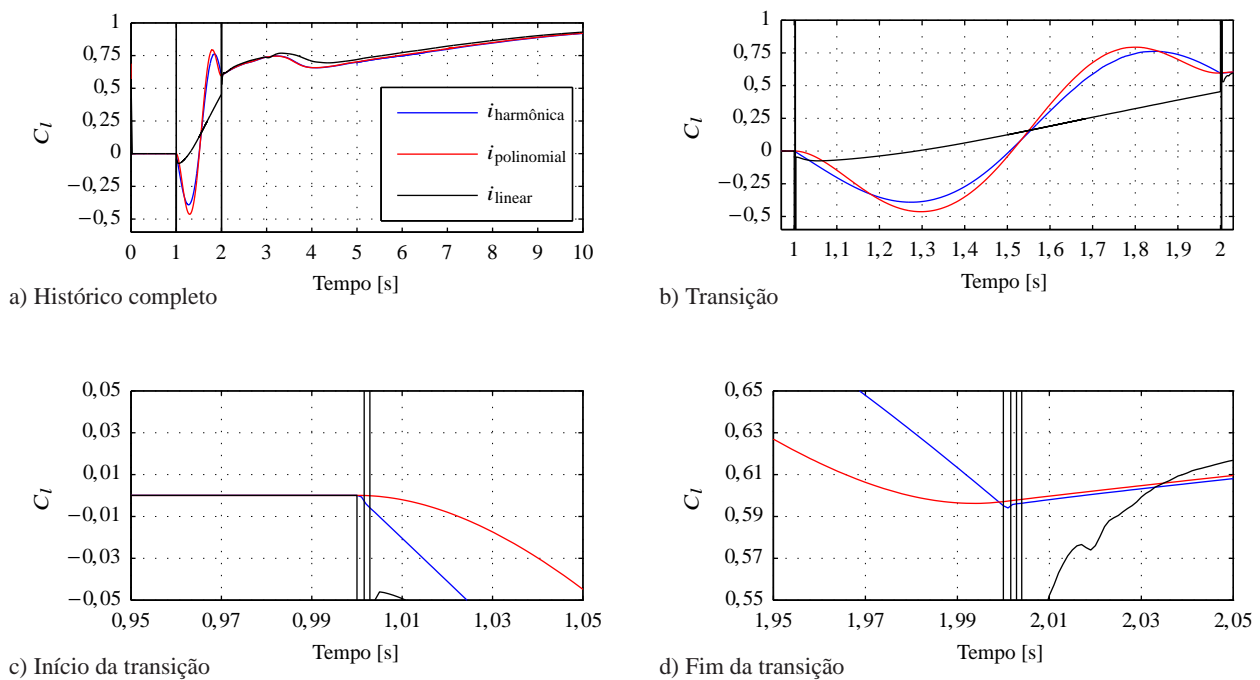 1
0,75
0,5
0,25
0
−0,25
−0,5
C_l
0 1 2 3 4 5 6 7 8 9 10
Tempo [s]
i_harmônica
i_polinomial
i_linear
a) Histórico completo
1
0,75
0,5
0,25
0
−0,25
−0,5
C_l
1 1,1 1,2 1,3 1,4 1,5 1,6 1,7 1,8 1,9 2
Tempo [s]
b) Transição
0,05
0,03
0,01
−0,01
−0,03
−0,05
C_l
0,95 0,97 0,99 1,01 1,03 1,05
Tempo [s]
c) Início da transição
0,65
0,63
0,61
0,59
0,57
0,55
C_l
1,95 1,97 1,99 2,01 2,03 2,05
Tempo [s]
d) Fim da transição